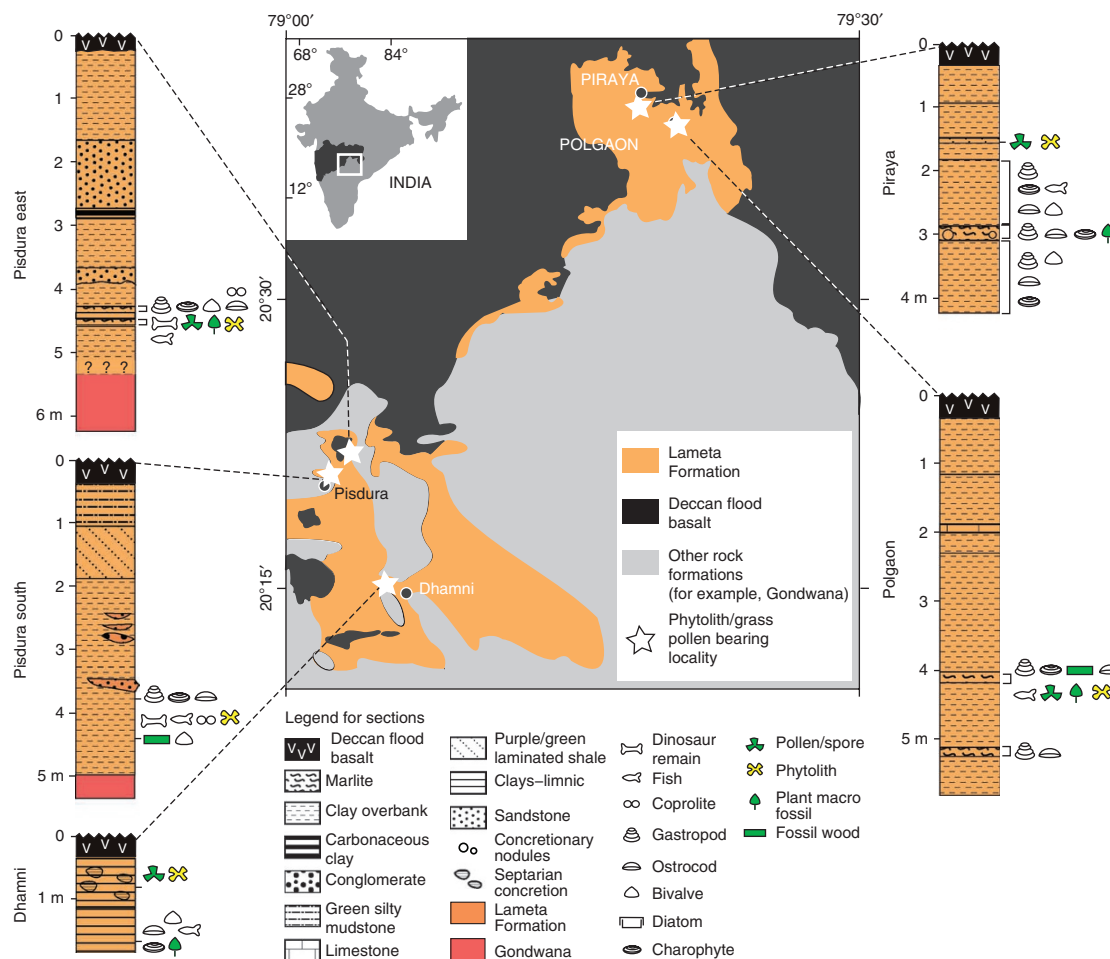 79°00′
79°30′
68°
84°
28°
12°
INDIA
PIRAYA
POLGAON
20°30′
20°15′
Pisdura
Dhamni
Lameta
Formation
Deccan flood
basalt
Other rock
formations
(for example, Gondwana)
Phytolith/grass
pollen bearing
locality
Pisdura east
0
V V V
1
2
3
4
5
? ? ?
6 m
Pisdura south
0
V V V
1
2
3
4
5 m
Dhamni
0
V V V
1 m
Piraya
0
V V V
1
2
3
4 m
Polgaon
0
V V V
1
2
3
4
5 m
Legend for sections
V V V
Deccan flood
basalt
Marlite
Clay overbank
Carbonaceous
clay
Conglomerate
Green silty
mudstone
Limestone
Purple/green
laminated shale
Clays–limnic
Sandstone
Concretionary
nodules
Septarian
concretion
Lameta
Formation
Gondwana
Dinosaur
remain
Fish
Coprolite
Gastropod
Ostrocod
Bivalve
Diatom
Charophyte
Pollen/spore
Phytolith
Plant macro
fossil
Fossil wood